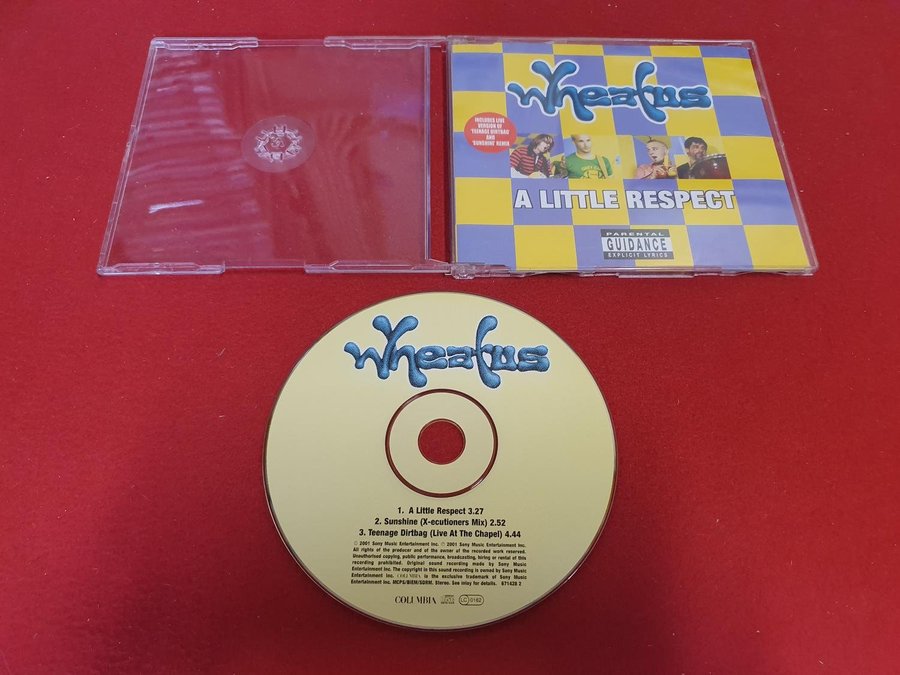 Wheatus
INCLUDES LIVE
VERSION OF
'TEENAGE DIRTBAG'
AND
'SUNSHINE' REMIX
A LITTLE RESPECT
PARENTAL
GUIDANCE
EXPLICIT LYRICS
Wheatus
1. A Little Respect 3.27
2. Sunshine (X-ecutioners Mix) 2.52
3. Teenage Dirtbag (Live At The Chapel) 4.44
℗ 2001 Sony Music Entertainment Inc. © 2001 Sony Music Entertainment Inc.
All rights of the producer and of the owner of the recorded work reserved.
Unauthorised copying, public performance, broadcasting, hiring or rental of this
recording prohibited. Original sound recording made by Sony Music
Entertainment Inc. The copyright in this sound recording is owned by Sony Music
Entertainment Inc. COLUMBIA is the exclusive trademark of Sony Music
Entertainment Inc. MCPS/BIEM/SDRM. Stereo. See inlay for details. 671428 2
COLUMBIA LC 0162